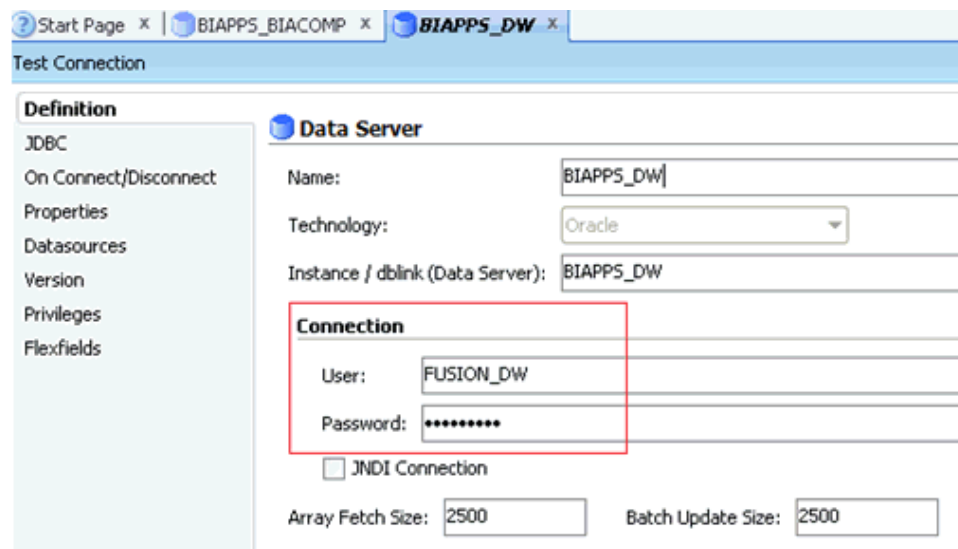 Start Page x BIAPPS_BIACOMP x BIAPPS_DW x
Test Connection
Definition
JDBC
On Connect/Disconnect
Properties
Datasources
Version
Privileges
Flexfields
Data Server
Name: BIAPPS_DW
Technology: Oracle
Instance / dblink (Data Server): BIAPPS_DW
Connection
User: FUSION_DW
Password: •••••••••
JNDI Connection
Array Fetch Size: 2500 Batch Update Size: 2500